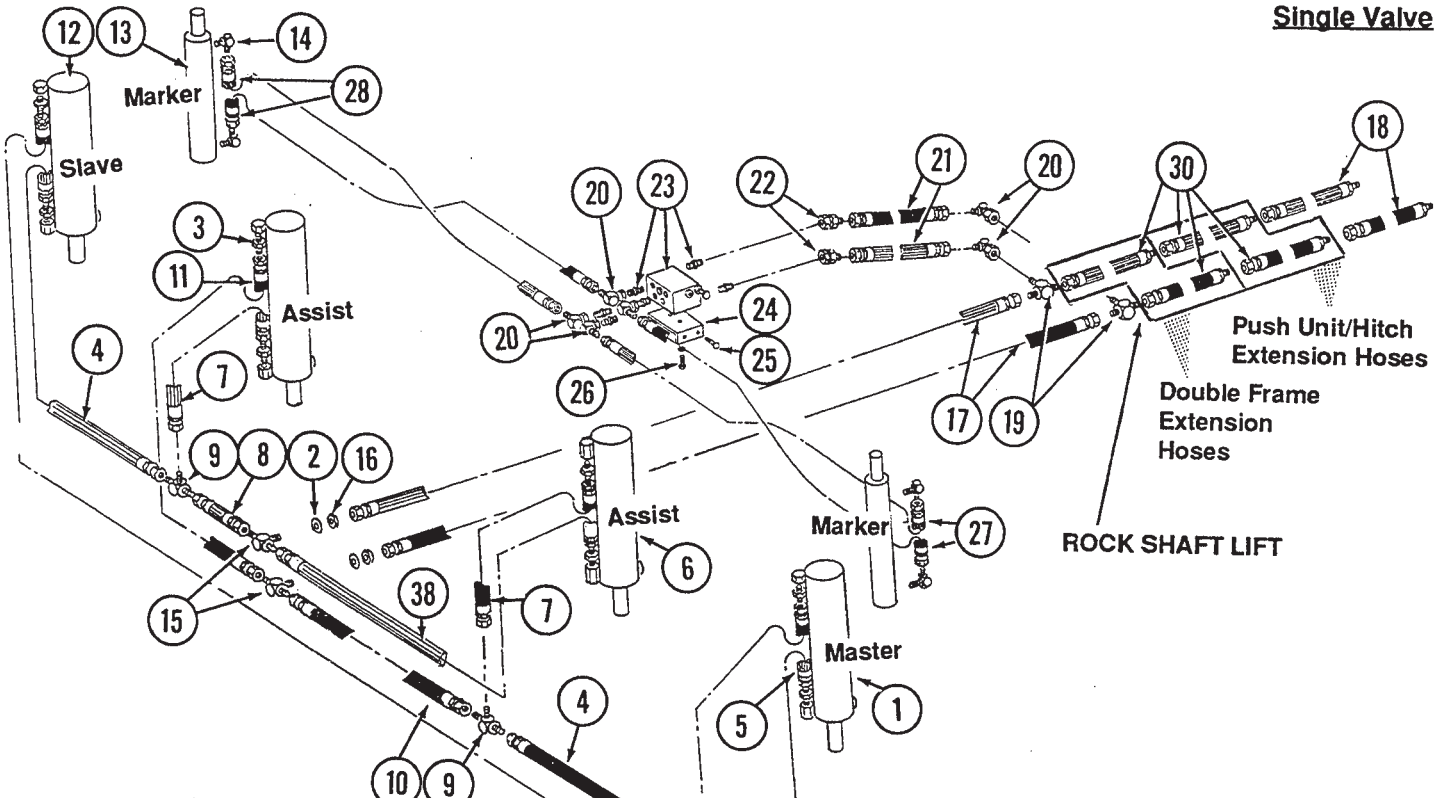 Single Valve
12 13 14
Marker 28
Slave
18
21
20 23 22 20 30
3
11
Assist
24
Push Unit/Hitch
Extension Hoses
20
25
4
7
26
Double Frame
Extension
Hoses
17 19
9 8 2 16
Assist
Marker
27
ROCK SHAFT LIFT
6
38
7
15
Master
4
5
1
10 9